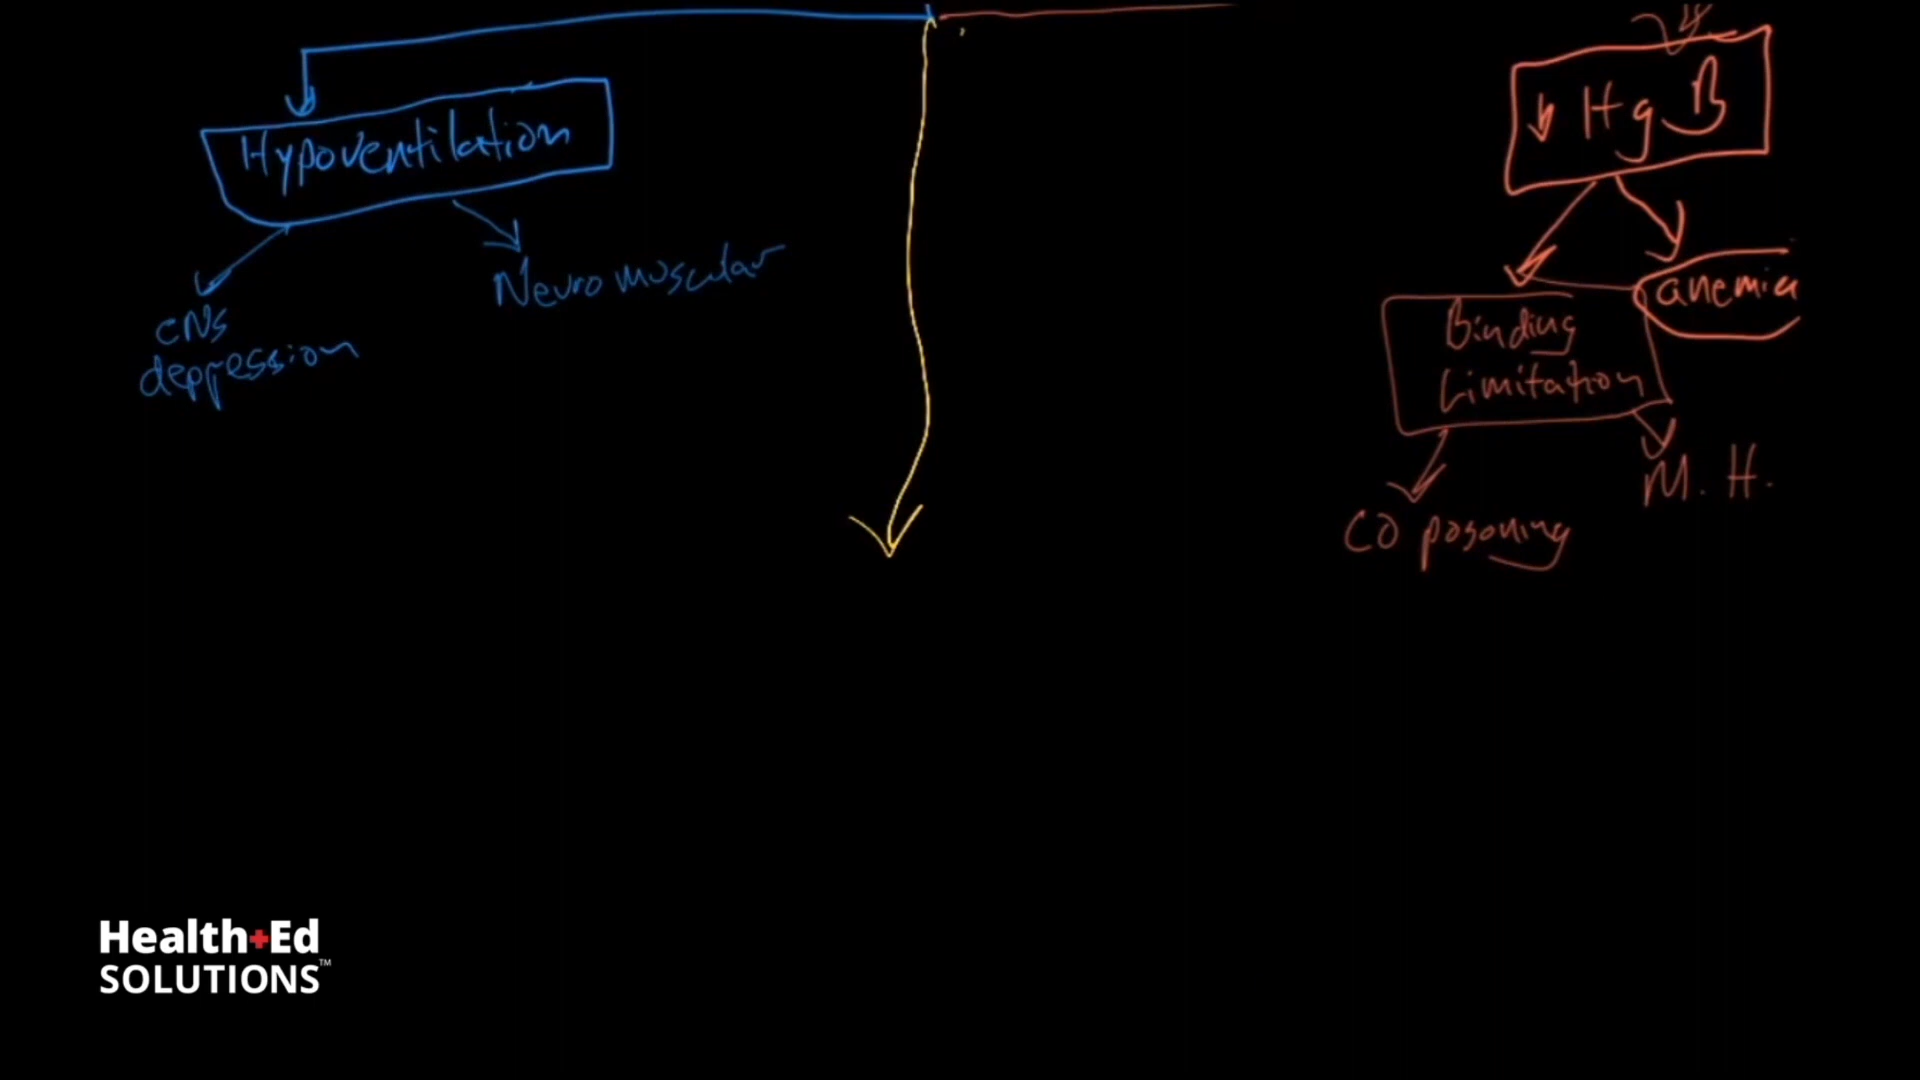 Hypoventilation
CNS
depression
Neuromuscular
HgB
anemia
Binding
Limitation
M. H.
CO posoning
Health+Ed
SOLUTIONS™